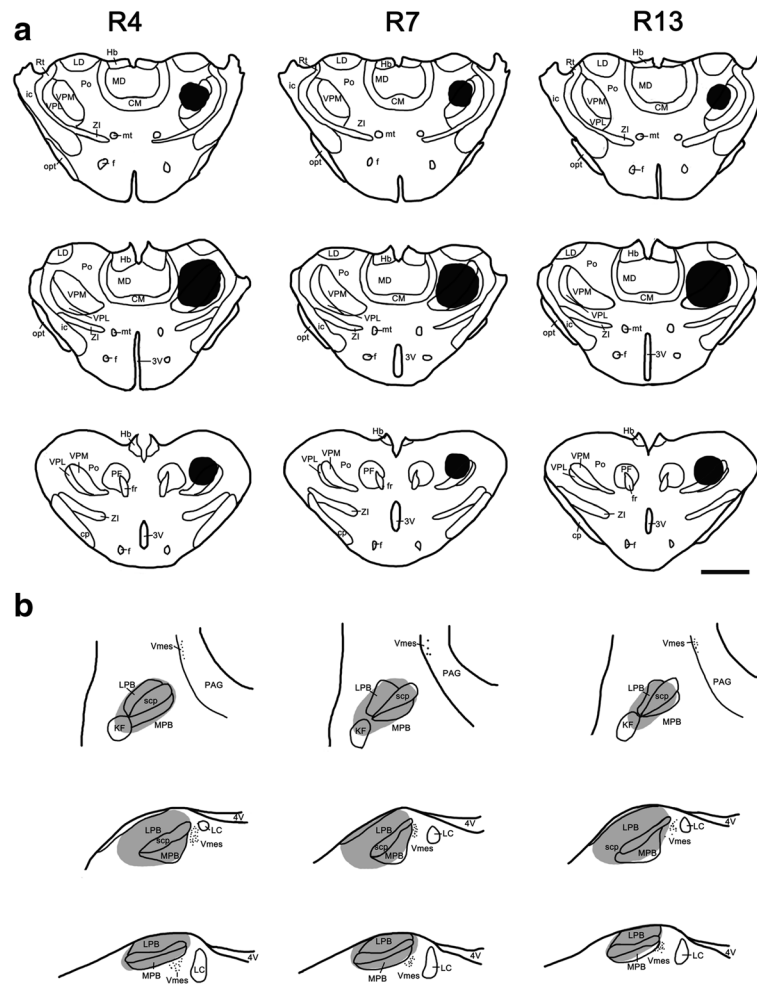 R4 R7 R13
a
Hb Hb Hb
Rt LD Rt LD Rt LD
Po MD Po MD Po MD
ic VPM ic VPM ic VPM
VPL CM VPL CM VPL CM
ZI mt ZI mt ZI mt
opt f opt f opt f
LD Hb LD Hb LD Hb
Po MD Po MD Po MD
VPM CM VPM CM VPM CM
VPL VPL VPL
opt ic ZI mt opt ic ZI mt opt ic ZI mt
f 3V f 3V f 3V
Hb Hb Hb
VPL VPM Po PF VPL VPM Po PF VPL VPM Po PF
fr fr fr
ZI ZI ZI
cp f 3V cp f 3V cp f 3V
b
Vmes Vmes Vmes
LPB PAG LPB PAG LPB PAG
scp scp scp
KF MPB KF MPB KF MPB
4V 4V 4V
LPB LC LPB LC LPB LC
scp Vmes scp Vmes scp Vmes
MPB MPB MPB
LPB LPB LPB
4V 4V 4V
MPB Vmes LC MPB Vmes LC MPB Vmes LC